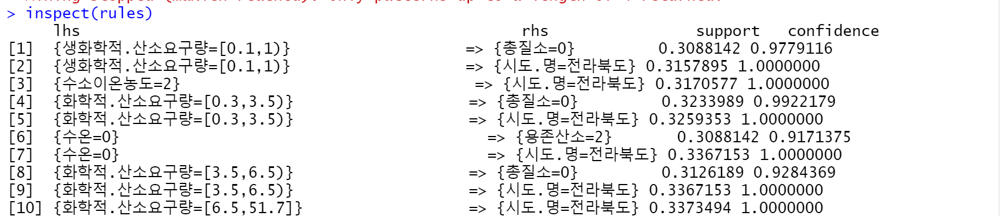 > inspect(rules)
lhs rhs support confidence
[1] {생화학적.산소요구량=[0.1,1)} => {총질소=0} 0.3088142 0.9779116
[2] {생화학적.산소요구량=[0.1,1)} => {시도.명=전라북도} 0.3157895 1.0000000
[3] {수소이온농도=2} => {시도.명=전라북도} 0.3170577 1.0000000
[4] {화학적.산소요구량=[0.3,3.5)} => {총질소=0} 0.3233989 0.9922179
[5] {화학적.산소요구량=[0.3,3.5)} => {시도.명=전라북도} 0.3259353 1.0000000
[6] {수온=0} => {용존산소=2} 0.3088142 0.9171375
[7] {수온=0} => {시도.명=전라북도} 0.3367153 1.0000000
[8] {화학적.산소요구량=[3.5,6.5)} => {총질소=0} 0.3126189 0.9284369
[9] {화학적.산소요구량=[3.5,6.5)} => {시도.명=전라북도} 0.3367153 1.0000000
[10] {화학적.산소요구량=[6.5,51.7]} => {시도.명=전라북도} 0.3373494 1.0000000